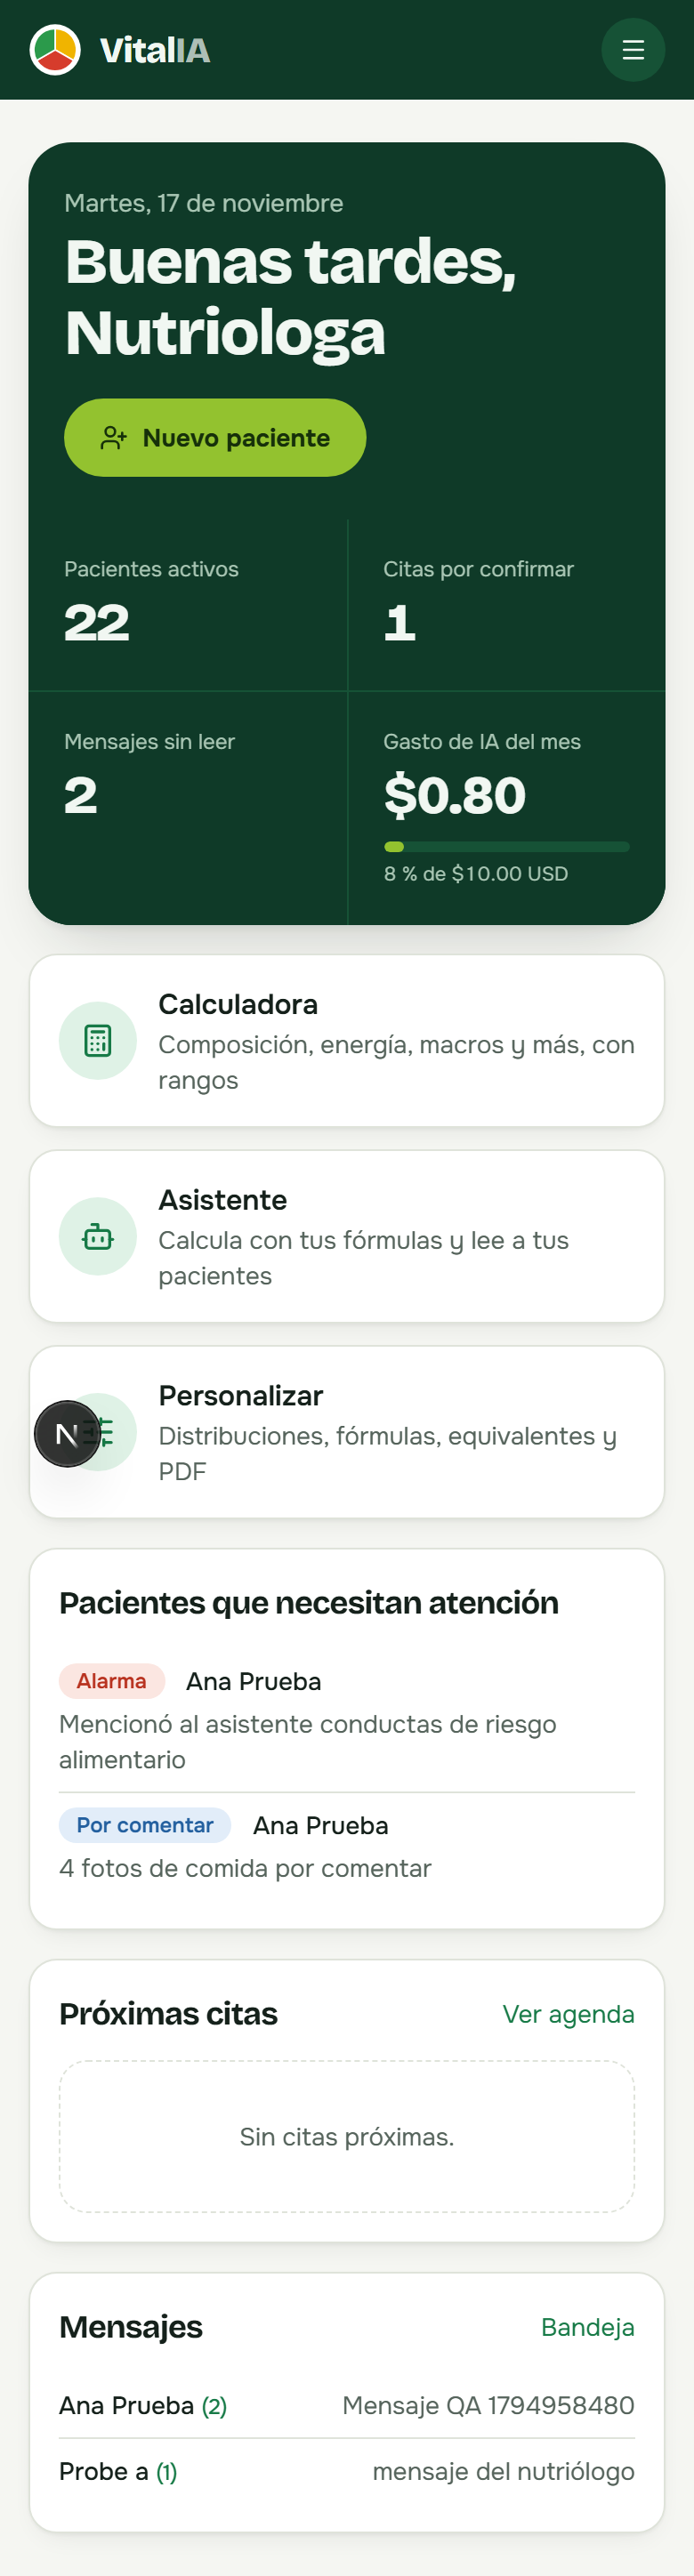 VitalIA
Martes, 17 de noviembre
Buenas tardes,
Nutriologa
Nuevo paciente
Pacientes activos
22
Citas por confirmar
1
Mensajes sin leer
2
Gasto de IA del mes
$0.80
8 % de $10.00 USD
Calculadora
Composición, energía, macros y más, con
rangos
Asistente
Calcula con tus fórmulas y lee a tus
pacientes
N
Personalizar
Distribuciones, fórmulas, equivalentes y
PDF
Pacientes que necesitan atención
Alarma Ana Prueba
Mencionó al asistente conductas de riesgo
alimentario
Por comentar Ana Prueba
4 fotos de comida por comentar
Próximas citas Ver agenda
Sin citas próximas.
Mensajes Bandeja
Ana Prueba (2) Mensaje QA 1794958480
Probe a (1) mensaje del nutriólogo